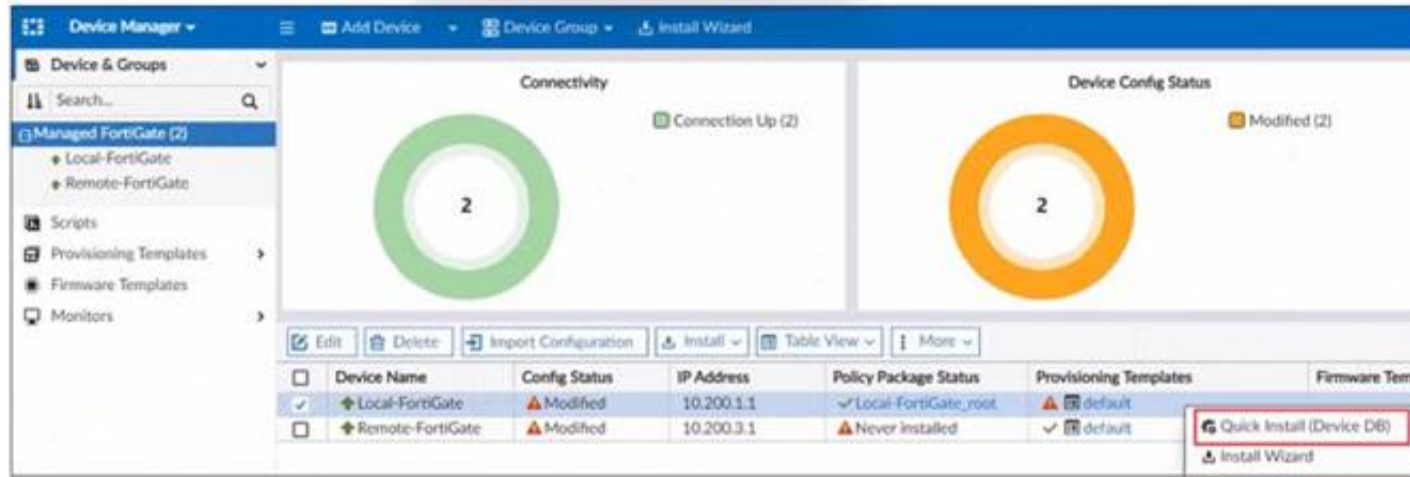 Device Manager
Add Device Device Group Install Wizard
Device & Groups
Search...
Managed FortiGate (2)
Local-FortiGate
Remote-FortiGate
Scripts
Provisioning Templates
Firmware Templates
Monitors
Connectivity
Connection Up (2)
2
Device Config Status
Modified (2)
2
Edit Delete Import Configuration Install Table View More
Device Name Config Status IP Address Policy Package Status Provisioning Templates Firmware Tem
Local-FortiGate Modified 10.200.1.1 Local-FortiGate_root default
Remote-FortiGate Modified 10.200.3.1 Never installed default
Quick Install (Device DB)
Install Wizard